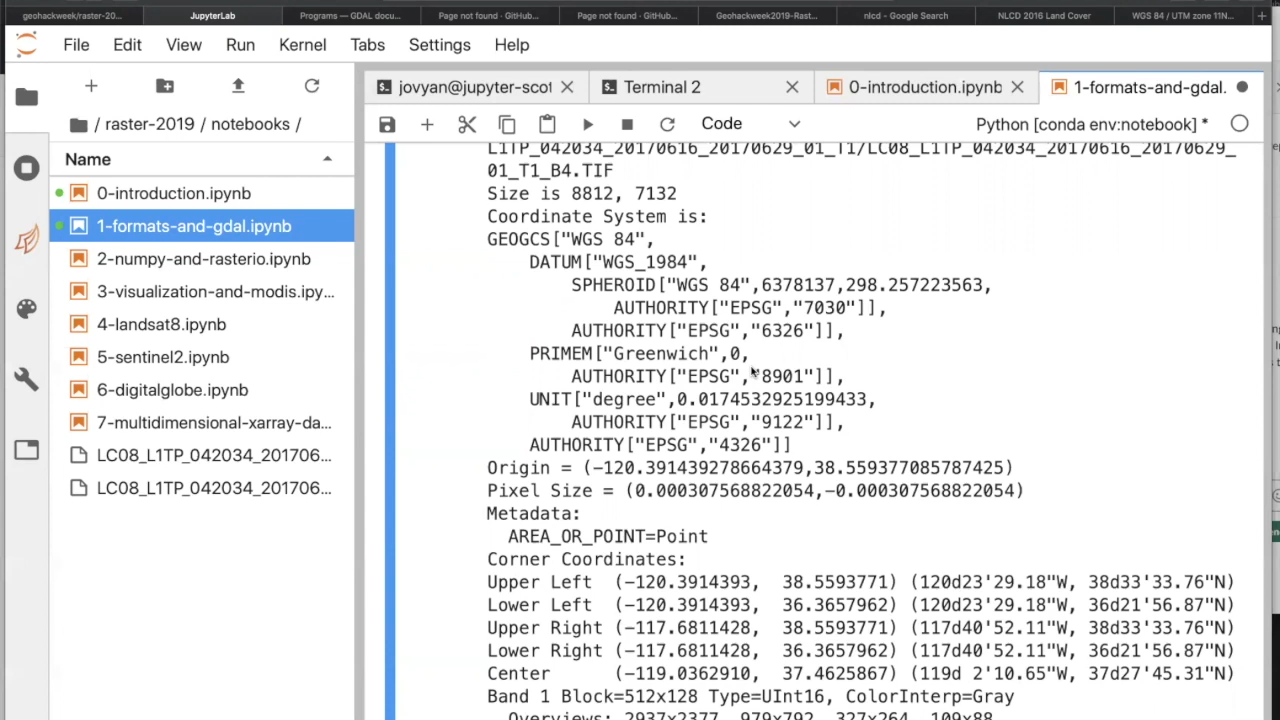 geohackweek/raster-20...
JupyterLab
Programs — GDAL docu...
Page not found · GitHub...
Page not found · GitHub...
Geohackweek2019-Rast...
nlcd - Google Search
NLCD 2016 Land Cover
WGS 84 / UTM zone 11N...
File Edit View Run Kernel Tabs Settings Help
jovyan@jupyter-scot
Terminal 2
0-introduction.ipynb
1-formats-and-gdal.
/ raster-2019 / notebooks /
Code
Python [conda env:notebook] *
Name
0-introduction.ipynb
1-formats-and-gdal.ipynb
2-numpy-and-rasterio.ipynb
3-visualization-and-modis.ipy...
4-landsat8.ipynb
5-sentinel2.ipynb
6-digitalglobe.ipynb
7-multidimensional-xarray-da...
LC08_L1TP_042034_201706...
LC08_L1TP_042034_201706...
L1TP_042034_20170616_20170629_01_T1/LC08_L1TP_042034_20170616_20170629_
01_T1_B4.TIF
Size is 8812, 7132
Coordinate System is:
GEOGCS["WGS 84",
DATUM["WGS_1984",
SPHEROID["WGS 84",6378137,298.257223563,
AUTHORITY["EPSG","7030"]],
AUTHORITY["EPSG","6326"]],
PRIMEM["Greenwich",0,
AUTHORITY["EPSG","8901"]],
UNIT["degree",0.0174532925199433,
AUTHORITY["EPSG","9122"]],
AUTHORITY["EPSG","4326"]]
Origin = (-120.391439278664379,38.559377085787425)
Pixel Size = (0.000307568822054,-0.000307568822054)
Metadata:
AREA_OR_POINT=Point
Corner Coordinates:
Upper Left (-120.3914393, 38.5593771) (120d23'29.18"W, 38d33'33.76"N)
Lower Left (-120.3914393, 36.3657962) (120d23'29.18"W, 36d21'56.87"N)
Upper Right (-117.6811428, 38.5593771) (117d40'52.11"W, 38d33'33.76"N)
Lower Right (-117.6811428, 36.3657962) (117d40'52.11"W, 36d21'56.87"N)
Center (-119.0362910, 37.4625867) (119d 2'10.65"W, 37d27'45.31"N)
Band 1 Block=512x128 Type=UInt16, ColorInterp=Gray
Overviews: 2937x2377, 979x792, 327x264, 109x88